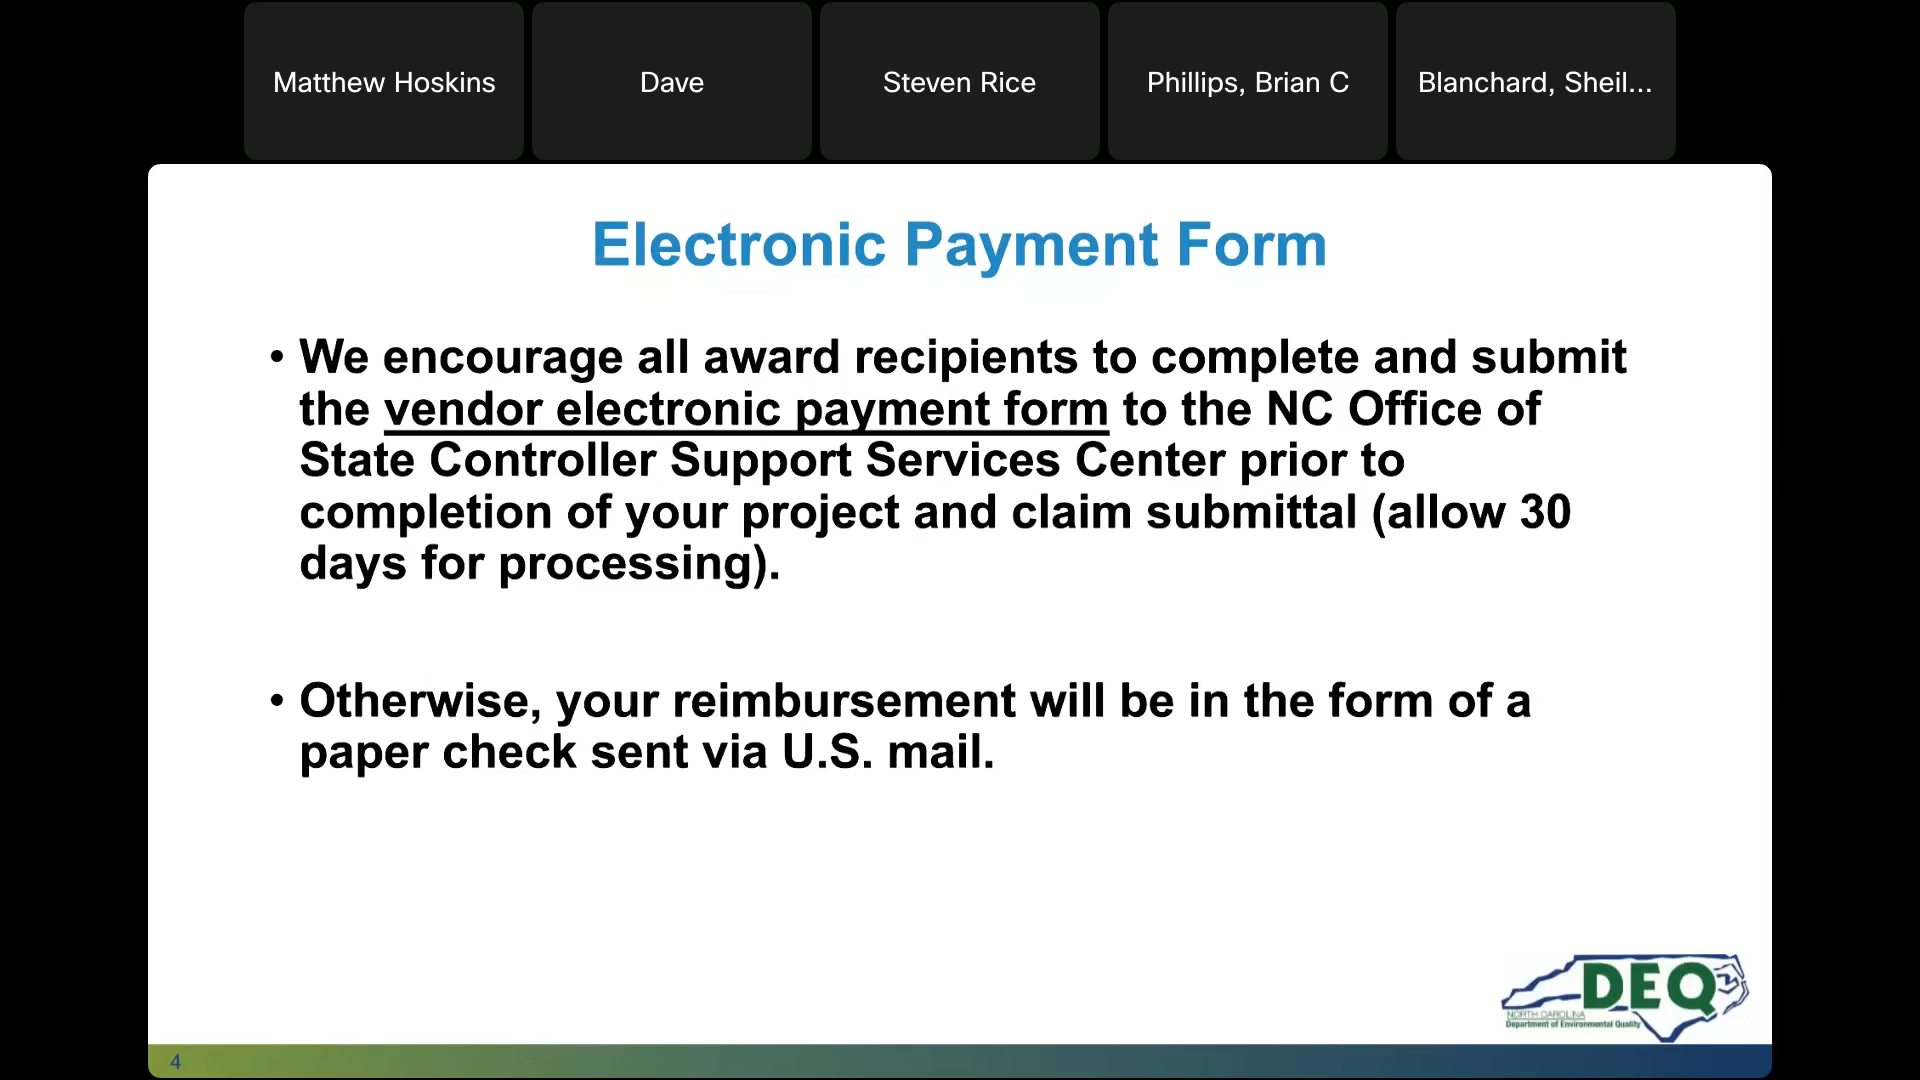 Matthew Hoskins
Dave
Steven Rice
Phillips, Brian C
Blanchard, Sheil...
Electronic Payment Form
• We encourage all award recipients to complete and submit
the vendor electronic payment form to the NC Office of
State Controller Support Services Center prior to
completion of your project and claim submittal (allow 30
days for processing).
• Otherwise, your reimbursement will be in the form of a
paper check sent via U.S. mail.
DEQ
NORTH CAROLINA
Department of Environmental Quality
4